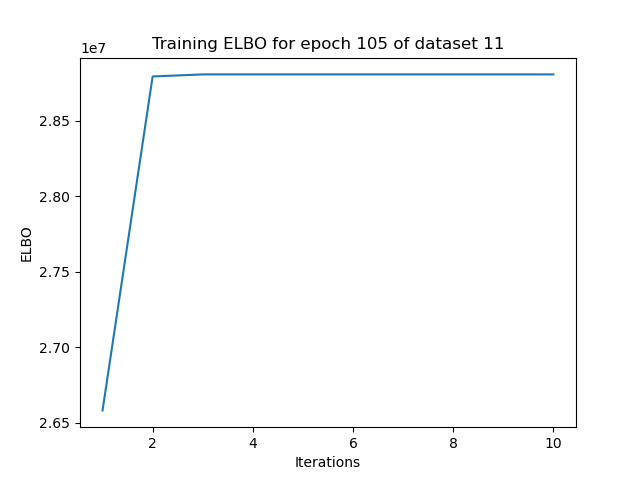 Training ELBO for epoch 105 of dataset 11
1e7
2.85
2.80
2.75
2.70
2.65
ELBO
2 4 6 8 10
Iterations